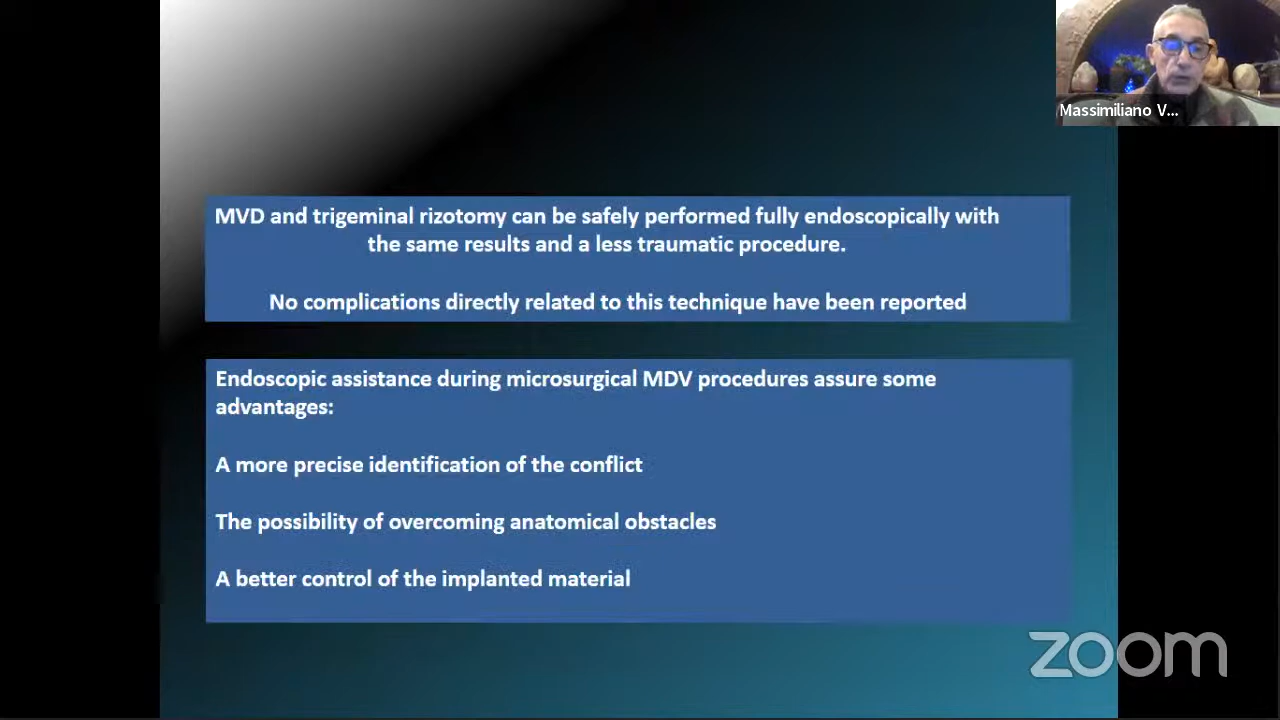 Massimiliano V...
MVD and trigeminal rizotomy can be safely performed fully endoscopically with
the same results and a less traumatic procedure.
No complications directly related to this technique have been reported
Endoscopic assistance during microsurgical MDV procedures assure some
advantages:
A more precise identification of the conflict
The possibility of overcoming anatomical obstacles
A better control of the implanted material
zoom